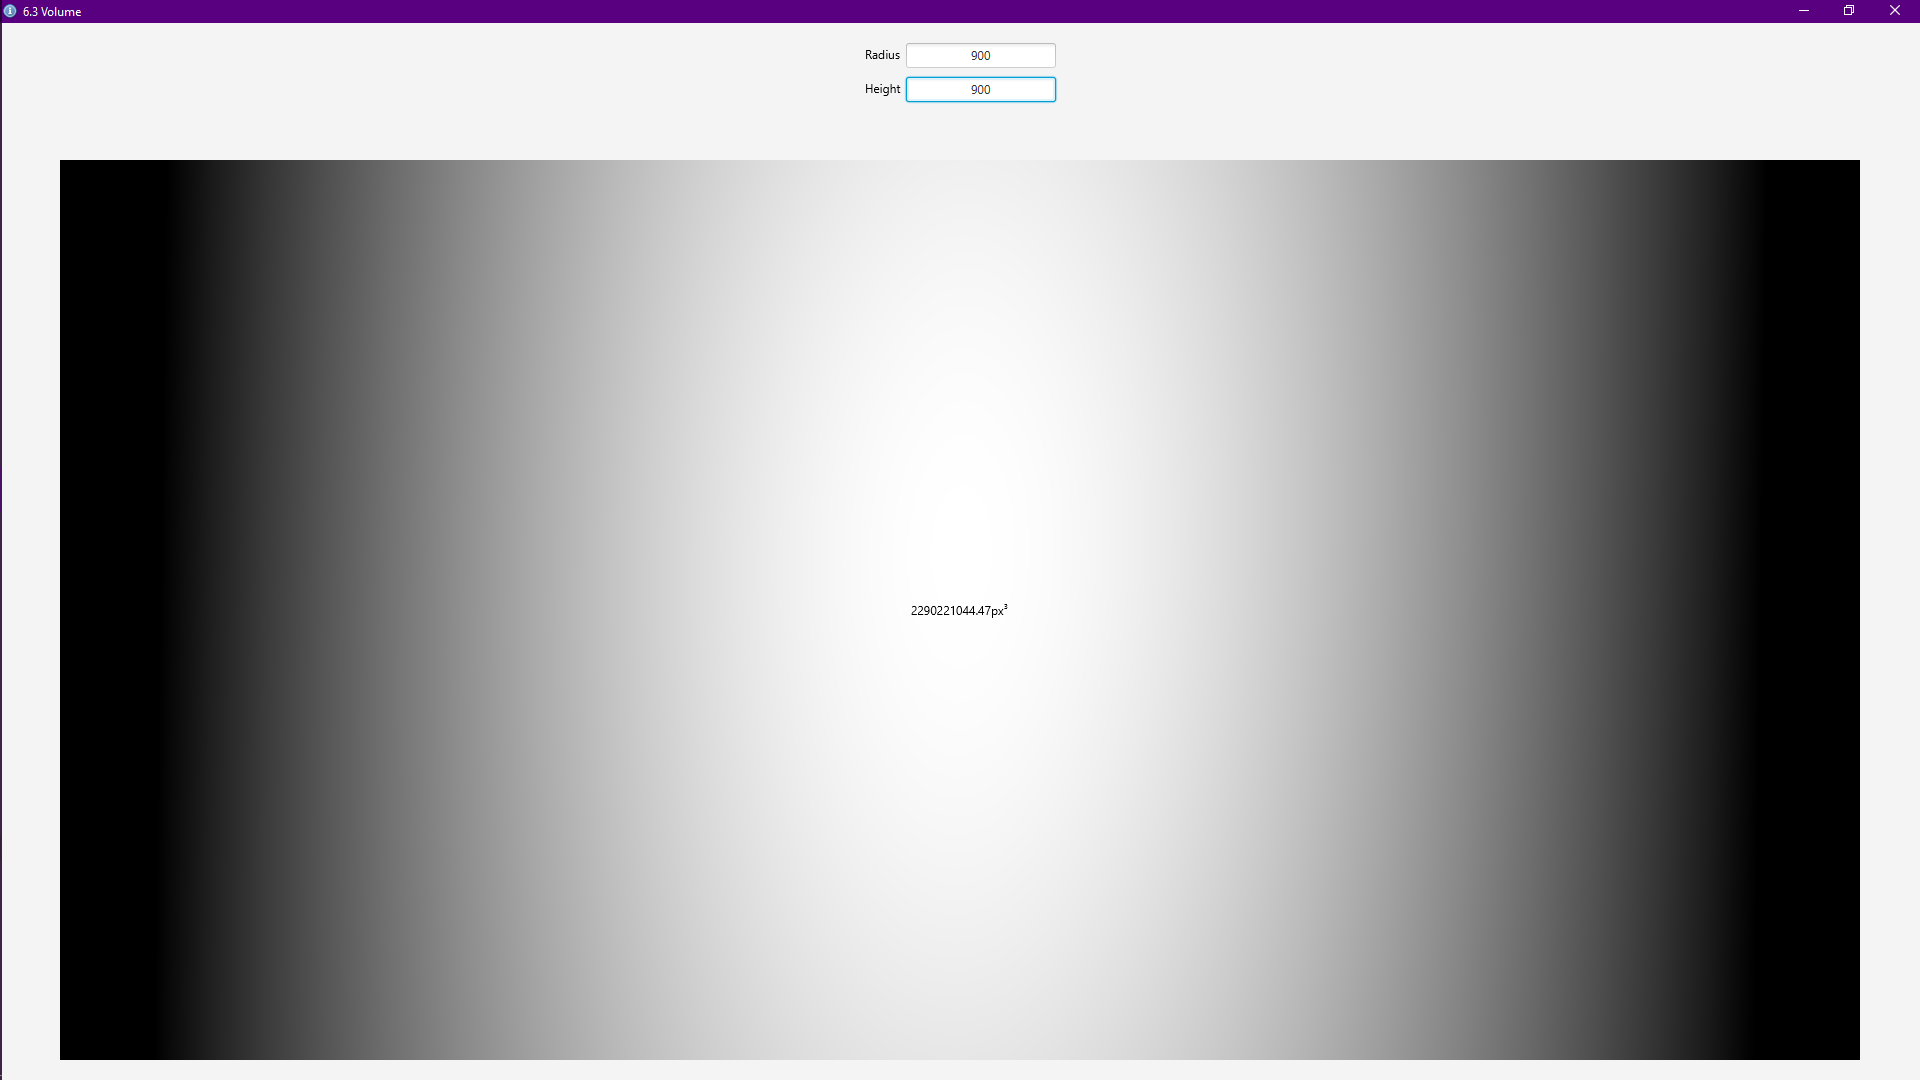 6.3 Volume
Radius 900
Height 900
2290221044.47px³